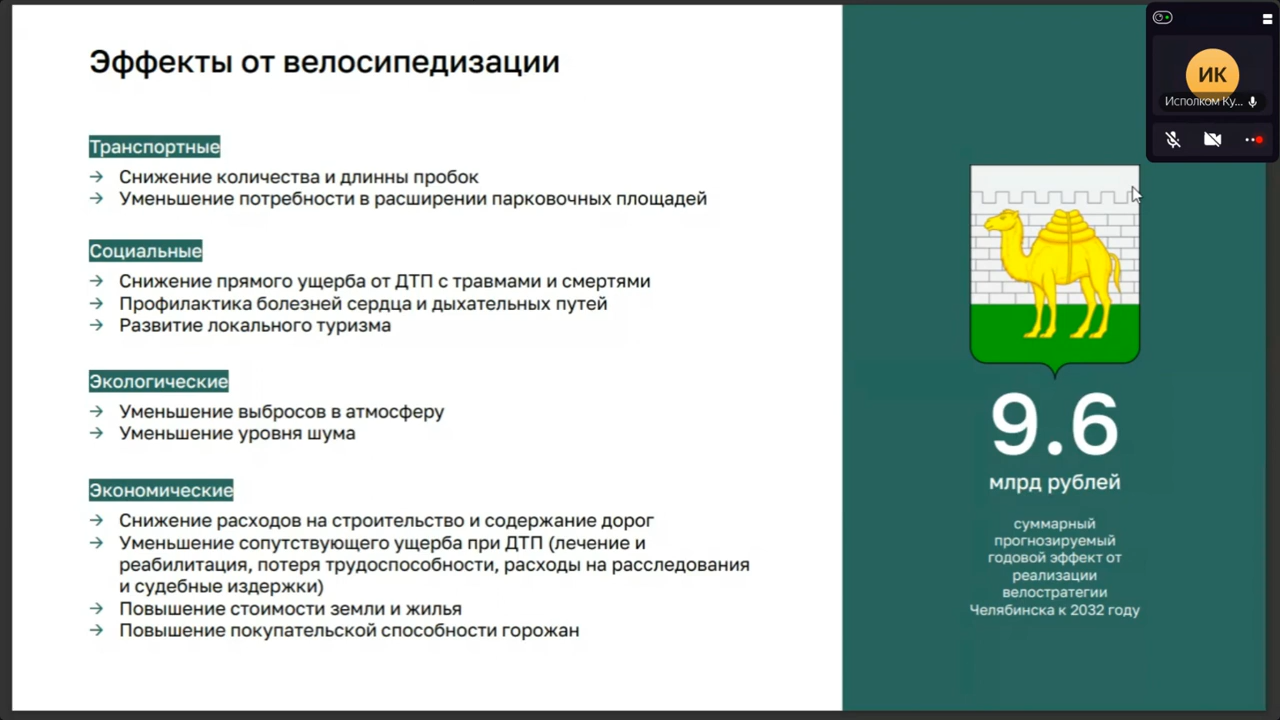 Эффекты от велосипедизации
Транспортные
→ Снижение количества и длинны пробок
→ Уменьшение потребности в расширении парковочных площадей
Социальные
→ Снижение прямого ущерба от ДТП с травмами и смертями
→ Профилактика болезней сердца и дыхательных путей
→ Развитие локального туризма
Экологические
→ Уменьшение выбросов в атмосферу
→ Уменьшение уровня шума
Экономические
→ Снижение расходов на строительство и содержание дорог
→ Уменьшение сопутствующего ущерба при ДТП (лечение и
реабилитация, потеря трудоспособности, расходы на расследования
и судебные издержки)
→ Повышение стоимости земли и жилья
→ Повышение покупательской способности горожан
ИК
Исполком Ку...
9.6
млрд рублей
суммарный
прогнозируемый
годовой эффект от
реализации
велостратегии
Челябинска к 2032 году